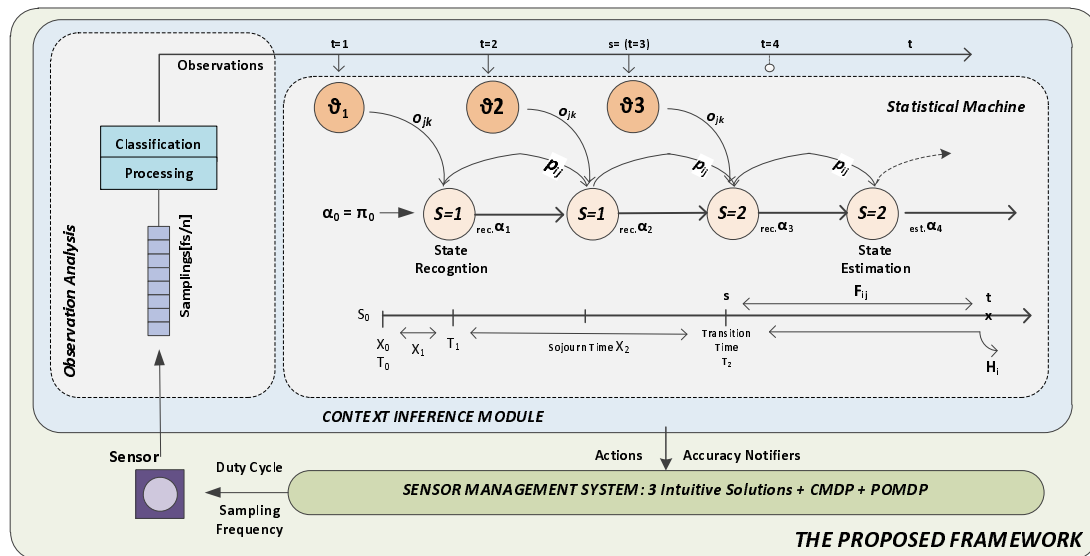 t=1
t=2
s= (t=3)
t=4
t
Observations
ϑ1
ϑ2
ϑ3
Statistical Machine
ojk
ojk
ojk
Classification
Processing
pij
pij
pij
α0 = π0
S=1
rec.α1
S=1
rec.α2
S=2
rec.α3
S=2
est.α4
State
Recogntion
State
Estimation
Samplings[fs/n]
Observation Analysis
S0
s
Fij
t
x
X0
T0
X1
T1
Sojourn Time X2
Transition
Time
T2
Hi
CONTEXT INFERENCE MODULE
Actions
Accuracy Notifiers
Sensor
Duty Cycle
Sampling
Frequency
SENSOR MANAGEMENT SYSTEM: 3 Intuitive Solutions + CMDP + POMDP
THE PROPOSED FRAMEWORK